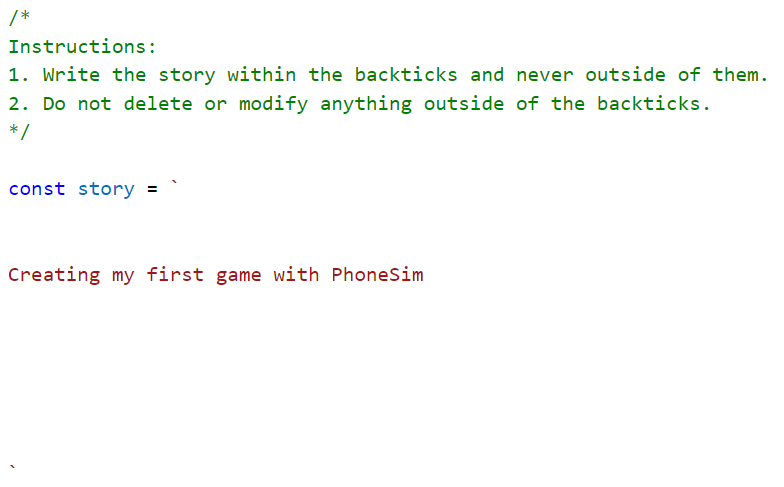 /*
Instructions:
1. Write the story within the backticks and never outside of them.
2. Do not delete or modify anything outside of the backticks.
*/
const story = `
Creating my first game with PhoneSim
`